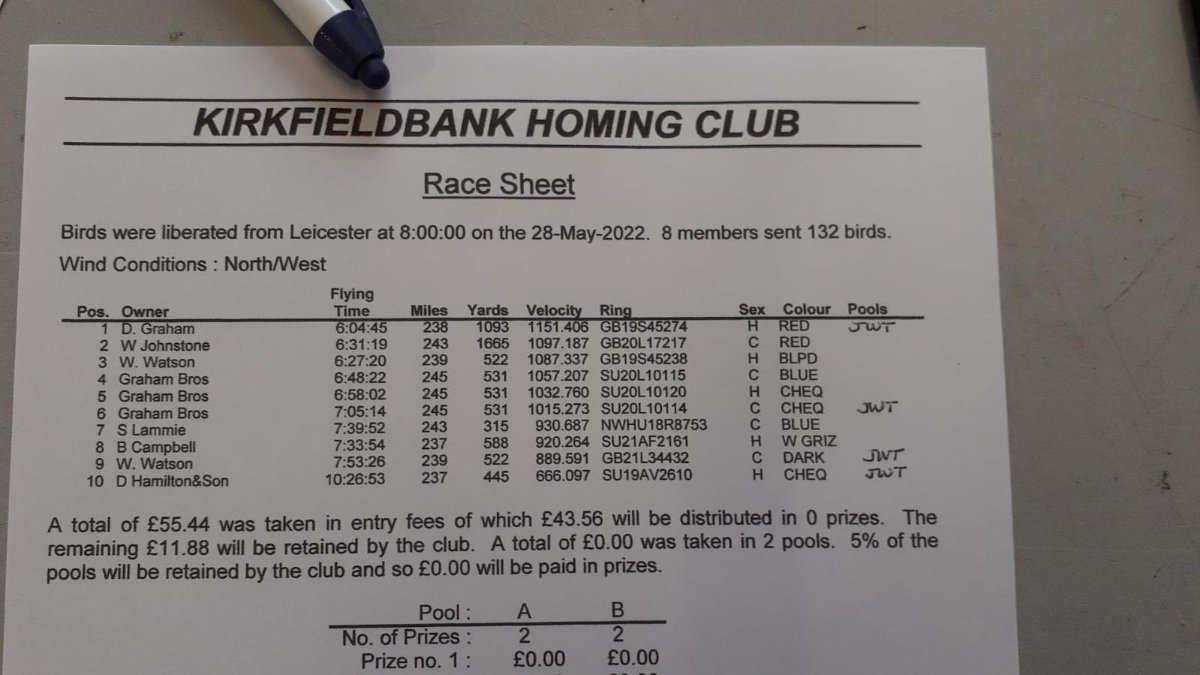 KIRKFIELDBANK HOMING CLUB
Race Sheet
Birds were liberated from Leicester at 8:00:00 on the 28-May-2022. 8 members sent 132 birds.
Wind Conditions : North/West
Flying
Pos. Owner Time Miles Yards Velocity Ring Sex Colour Pools
1 D. Graham 6:04:45 238 1093 1151.406 GB19S45274 H RED JWT
2 W Johnstone 6:31:19 243 1665 1097.187 GB20L17217 C RED
3 W. Watson 6:27:20 239 522 1087.337 GB19S45238 H BLPD
4 Graham Bros 6:48:22 245 531 1057.207 SU20L10115 C BLUE
5 Graham Bros 6:58:02 245 531 1032.760 SU20L10120 H CHEQ
6 Graham Bros 7:05:14 245 531 1015.273 SU20L10114 C CHEQ JWT
7 S Lammie 7:39:52 243 315 930.687 NWHU18R8753 C BLUE
8 B Campbell 7:33:54 237 588 920.264 SU21AF2161 H W GRIZ
9 W. Watson 7:53:26 239 522 889.591 GB21L34432 C DARK JWT
10 D Hamilton&Son 10:26:53 237 445 666.097 SU19AV2610 H CHEQ JWT
A total of £55.44 was taken in entry fees of which £43.56 will be distributed in 0 prizes. The
remaining £11.88 will be retained by the club. A total of £0.00 was taken in 2 pools. 5% of the
pools will be retained by the club and so £0.00 will be paid in prizes.
Pool : A B
No. of Prizes : 2 2
Prize no. 1 : £0.00 £0.00